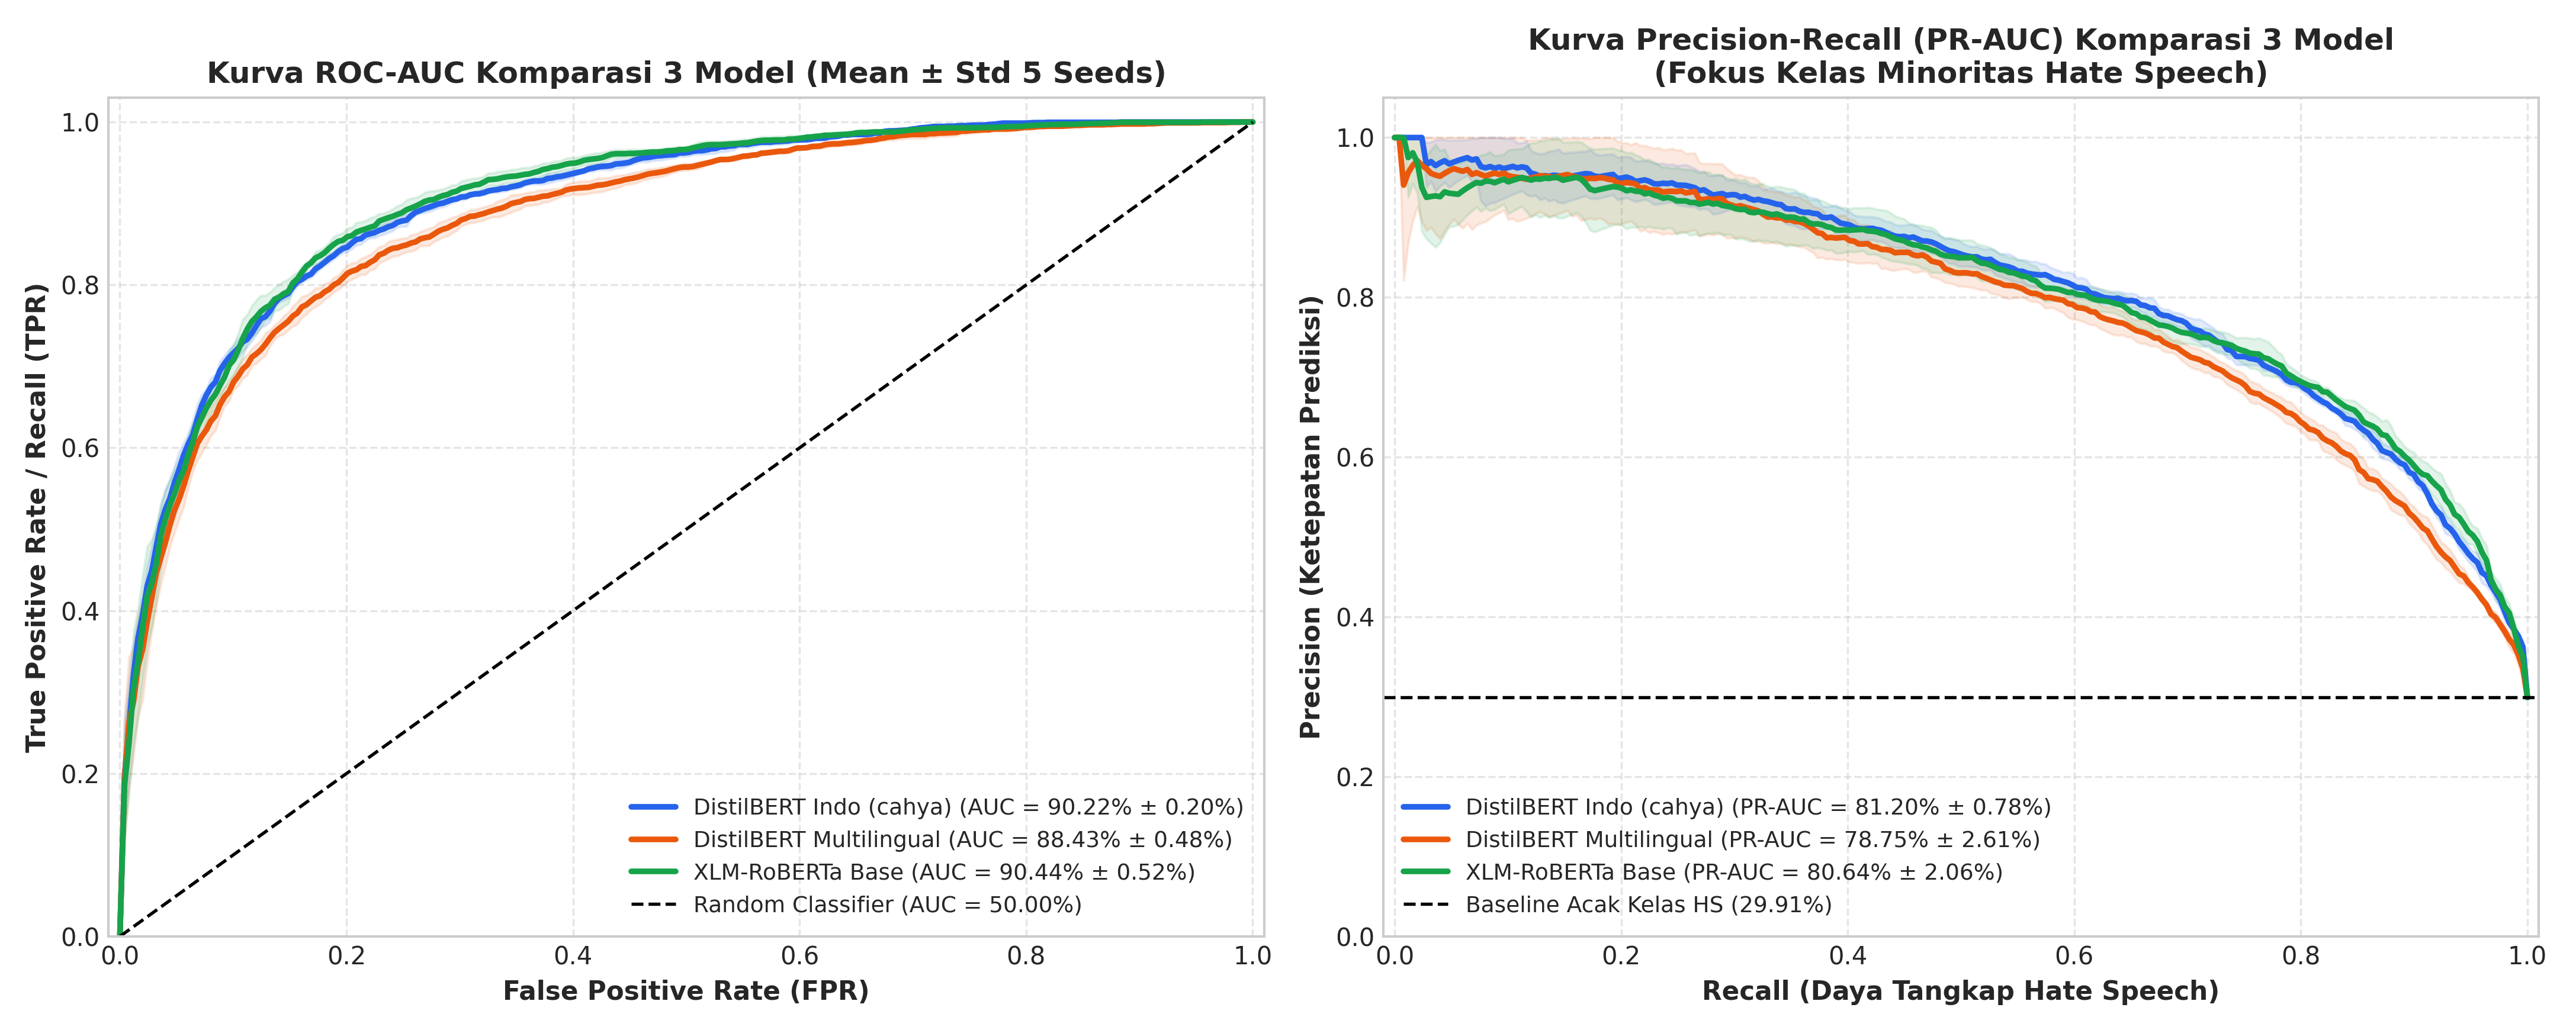 Kurva ROC-AUC Komparasi 3 Model (Mean ± Std 5 Seeds)
True Positive Rate / Recall (TPR)
1.0
0.8
0.6
0.4
0.2
0.0
DistilBERT Indo (cahya) (AUC = 90.22% ± 0.20%)
DistilBERT Multilingual (AUC = 88.43% ± 0.48%)
XLM-RoBERTa Base (AUC = 90.44% ± 0.52%)
Random Classifier (AUC = 50.00%)
0.0 0.2 0.4 0.6 0.8 1.0
False Positive Rate (FPR)
Kurva Precision-Recall (PR-AUC) Komparasi 3 Model
(Fokus Kelas Minoritas Hate Speech)
Precision (Ketepatan Prediksi)
1.0
0.8
0.6
0.4
0.2
0.0
DistilBERT Indo (cahya) (PR-AUC = 81.20% ± 0.78%)
DistilBERT Multilingual (PR-AUC = 78.75% ± 2.61%)
XLM-RoBERTa Base (PR-AUC = 80.64% ± 2.06%)
Baseline Acak Kelas HS (29.91%)
0.0 0.2 0.4 0.6 0.8 1.0
Recall (Daya Tangkap Hate Speech)